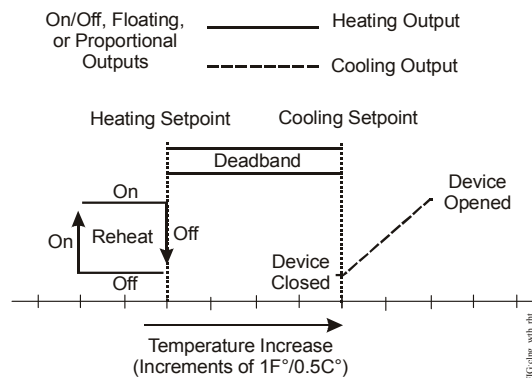 On/Off, Floating,
or Proportional
Outputs
Heating Output
Cooling Output
Heating Setpoint
Cooling Setpoint
Deadband
On
On
Reheat
Off
Off
Device
Opened
Device
Closed
Temperature Increase
(Increments of 1F°/0.5C°)